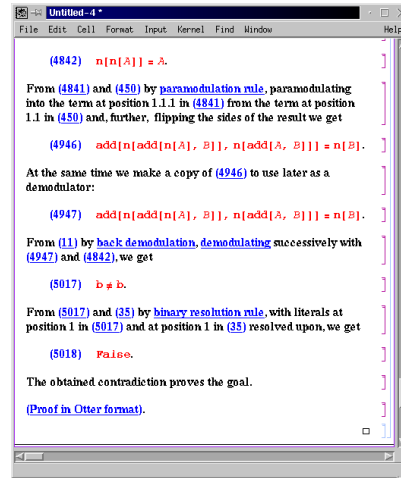 Untitled-4 *
File Edit Cell Format Input Kernel Find Window Help
(4842) n[n[A]] = A.
From (4841) and (450) by paramodulation rule, paramodulating
into the term at position 1.1.1 in (4841) from the term at position
1.1 in (450) and, further, flipping the sides of the result we get
(4946) add[n[add[n[A], B]], n[add[A, B]]] = n[B].
At the same time we make a copy of (4946) to use later as a
demodulator:
(4947) add[n[add[n[A], B]], n[add[A, B]]] = n[B].
From (11) by back demodulation, demodulating successively with
(4947) and (4842), we get
(5017) b ≠ b.
From (5017) and (35) by binary resolution rule, with literals at
position 1 in (5017) and at position 1 in (35) resolved upon, we get
(5018) False.
The obtained contradiction proves the goal.
(Proof in Otter format).